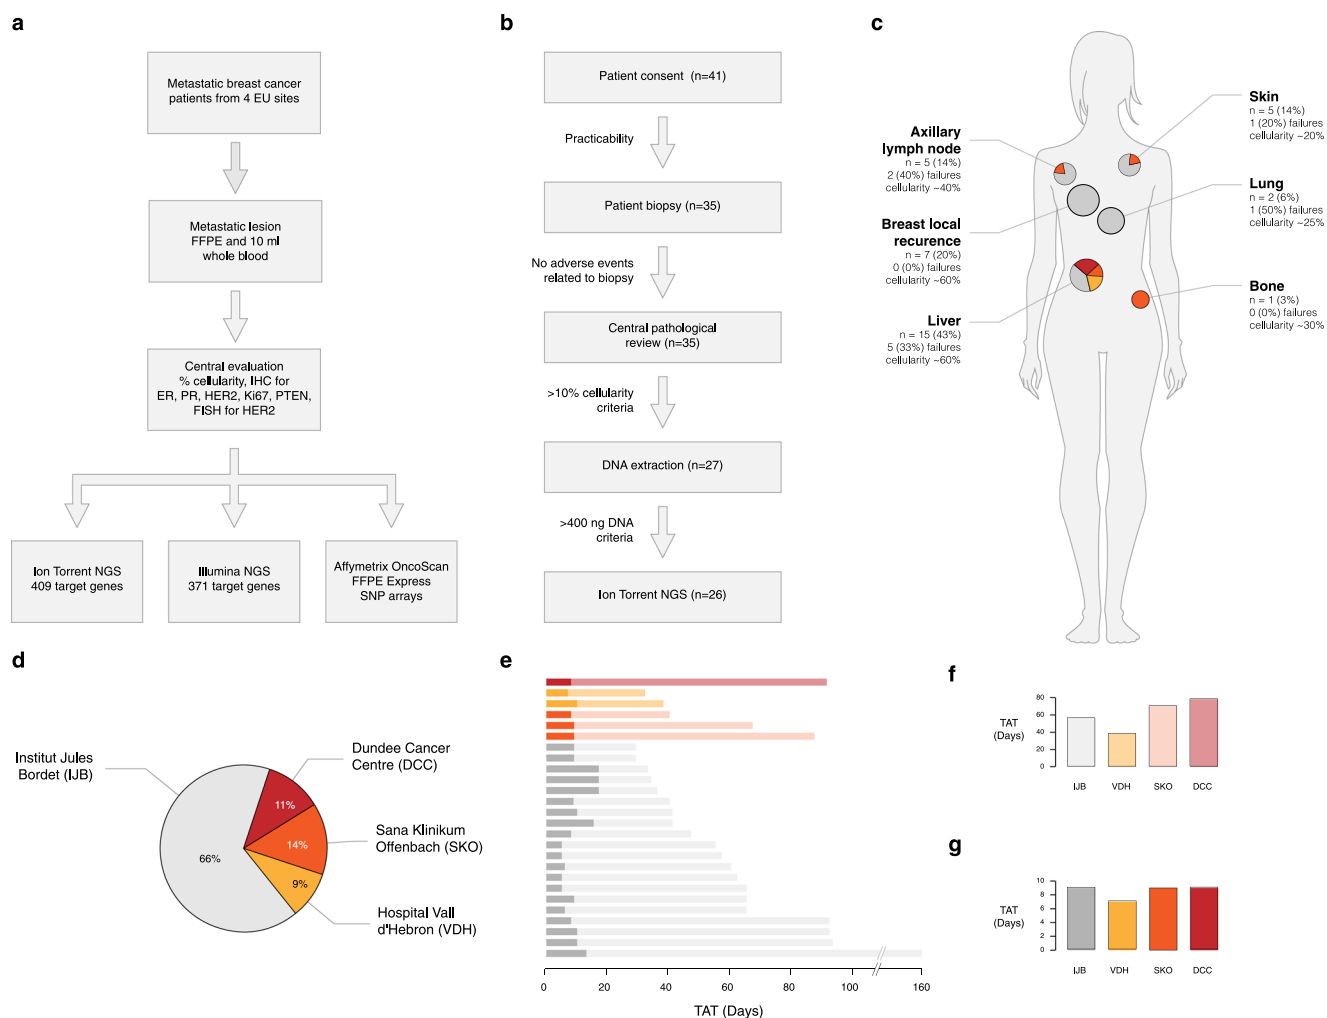 a
Metastatic breast cancer
patients from 4 EU sites
Metastatic lesion
FFPE and 10 ml
whole blood
Central evaluation
% cellularity, IHC for
ER, PR, HER2, Ki67, PTEN,
FISH for HER2
Ion Torrent NGS
409 target genes
Illumina NGS
371 target genes
Affymetrix OncoScan
FFPE Express
SNP arrays
b
Patient consent (n=41)
Practicability
Patient biopsy (n=35)
No adverse events
related to biopsy
Central pathological
review (n=35)
>10% cellularity
criteria
DNA extraction (n=27)
>400 ng DNA
criteria
Ion Torrent NGS (n=26)
c
Axillary
lymph node
n = 5 (14%)
2 (40%) failures
cellularity ~40%
Breast local
recurence
n = 7 (20%)
0 (0%) failures
cellularity ~60%
Liver
n = 15 (43%)
5 (33%) failures
cellularity ~60%
Skin
n = 5 (14%)
1 (20%) failures
cellularity ~20%
Lung
n = 2 (6%)
1 (50%) failures
cellularity ~25%
Bone
n = 1 (3%)
0 (0%) failures
cellularity ~30%
d
Institut Jules
Bordet (IJB)
Dundee Cancer
Centre (DCC)
Sana Klinikum
Offenbach (SKO)
Hospital Vall
d'Hebron (VDH)
11%
14%
9%
66%
e
0 20 40 60 80 100 160
TAT (Days)
f
TAT
(Days)
80
60
40
20
0
IJB VDH SKO DCC
g
TAT
(Days)
10
8
6
4
2
0
IJB VDH SKO DCC